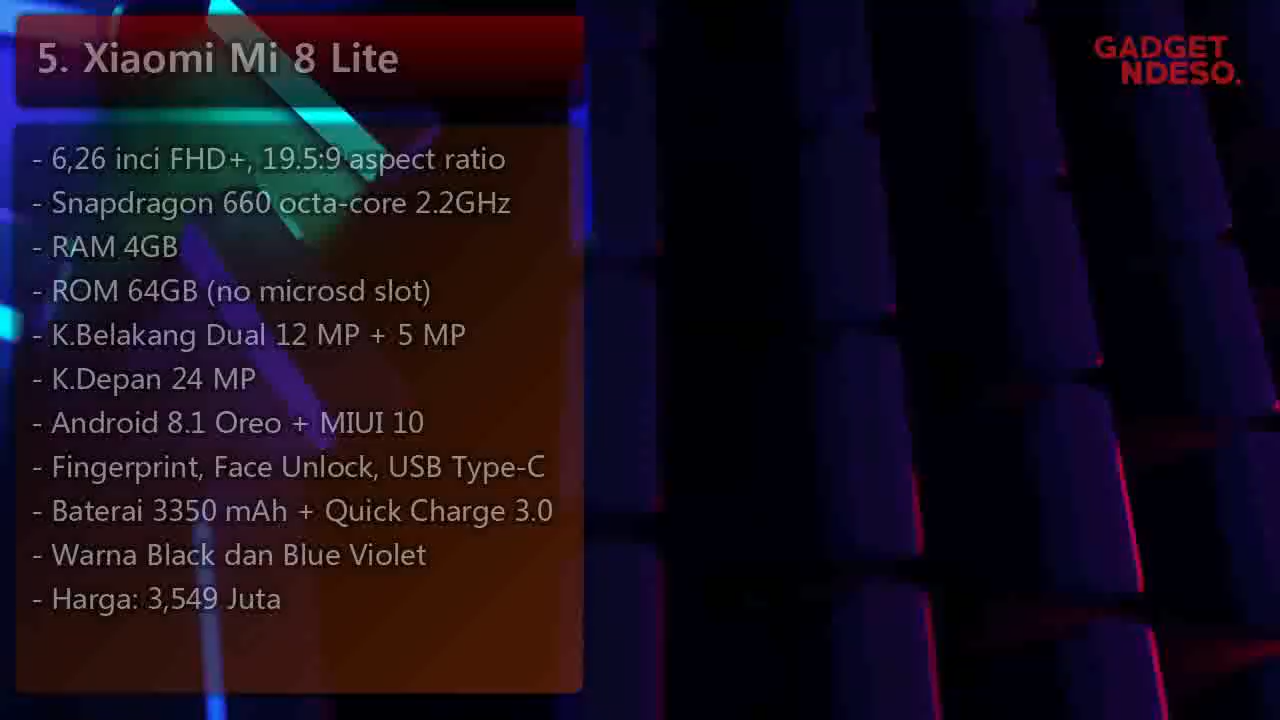 5. Xiaomi Mi 8 Lite
GADGET
NDESO.
- 6,26 inci FHD+, 19.5:9 aspect ratio
- Snapdragon 660 octa-core 2.2GHz
- RAM 4GB
- ROM 64GB (no microsd slot)
- K.Belakang Dual 12 MP + 5 MP
- K.Depan 24 MP
- Android 8.1 Oreo + MIUI 10
- Fingerprint, Face Unlock, USB Type-C
- Baterai 3350 mAh + Quick Charge 3.0
- Warna Black dan Blue Violet
- Harga: 3,549 Juta